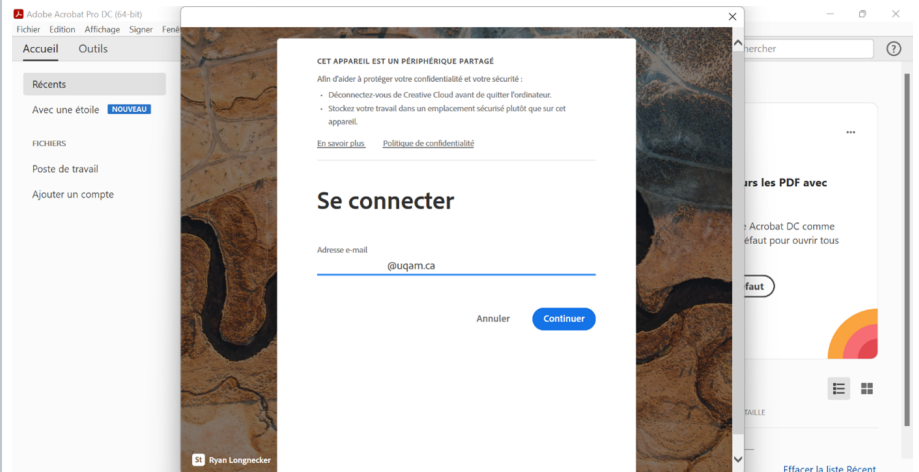 Adobe Acrobat Pro DC (64-bit)
Fichier Edition Affichage Signer
Accueil Outils
Récents
Avec une étoile NOUVEAU
FICHIERS
Poste de travail
Ajouter un compte
CET APPAREIL EST UN PÉRIPHÉRIQUE PARTAGÉ
Afin d'aider à protéger votre confidentialité et votre sécurité :
• Déconnectez-vous de Creative Cloud avant de quitter l'ordinateur.
• Stockez votre travail dans un emplacement sécurisé plutôt que sur cet
appareil.
En savoir plus Politique de confidentialité
Se connecter
Adresse e-mail
@uqam.ca
Annuler Continuer
St Ryan Longnecker
les PDF avec
Acrobat DC comme
pour ouvrir tous
Effacer la liste Récent